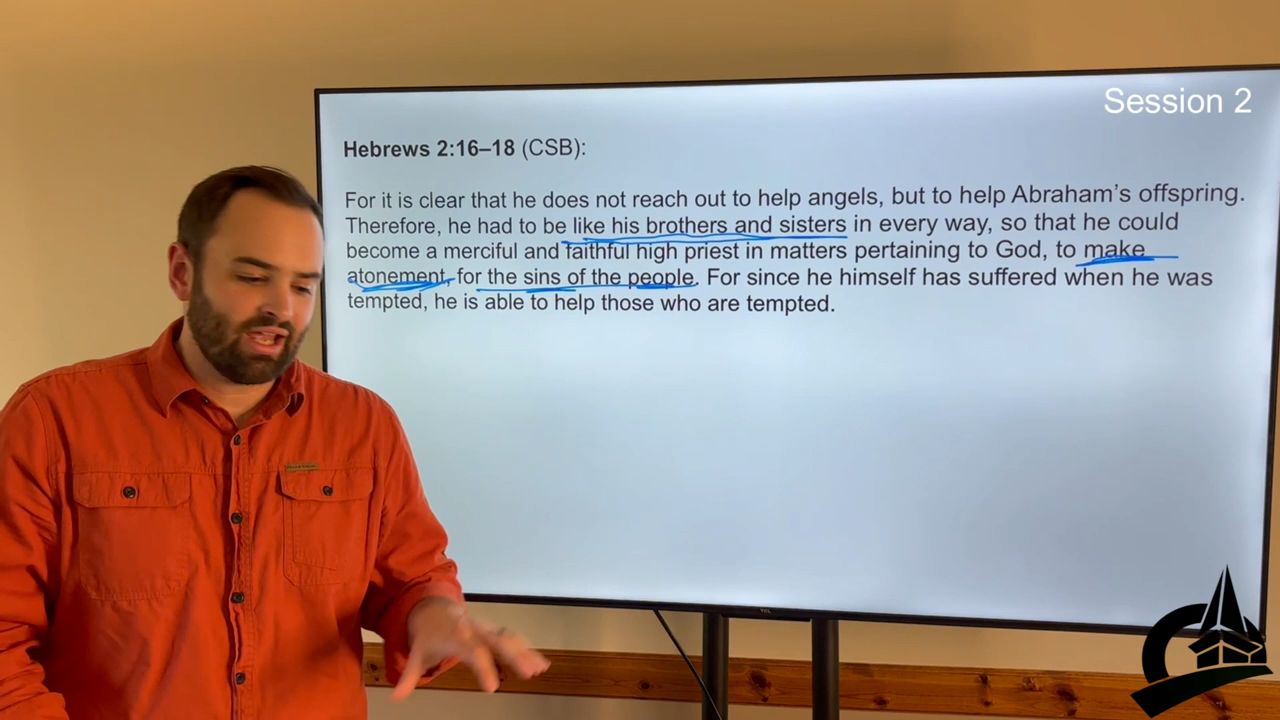 Session 2
Hebrews 2:16–18 (CSB):
For it is clear that he does not reach out to help angels, but to help Abraham’s offspring.
Therefore, he had to be like his brothers and sisters in every way, so that he could
become a merciful and faithful high priest in matters pertaining to God, to make
atonement, for the sins of the people. For since he himself has suffered when he was
tempted, he is able to help those who are tempted.